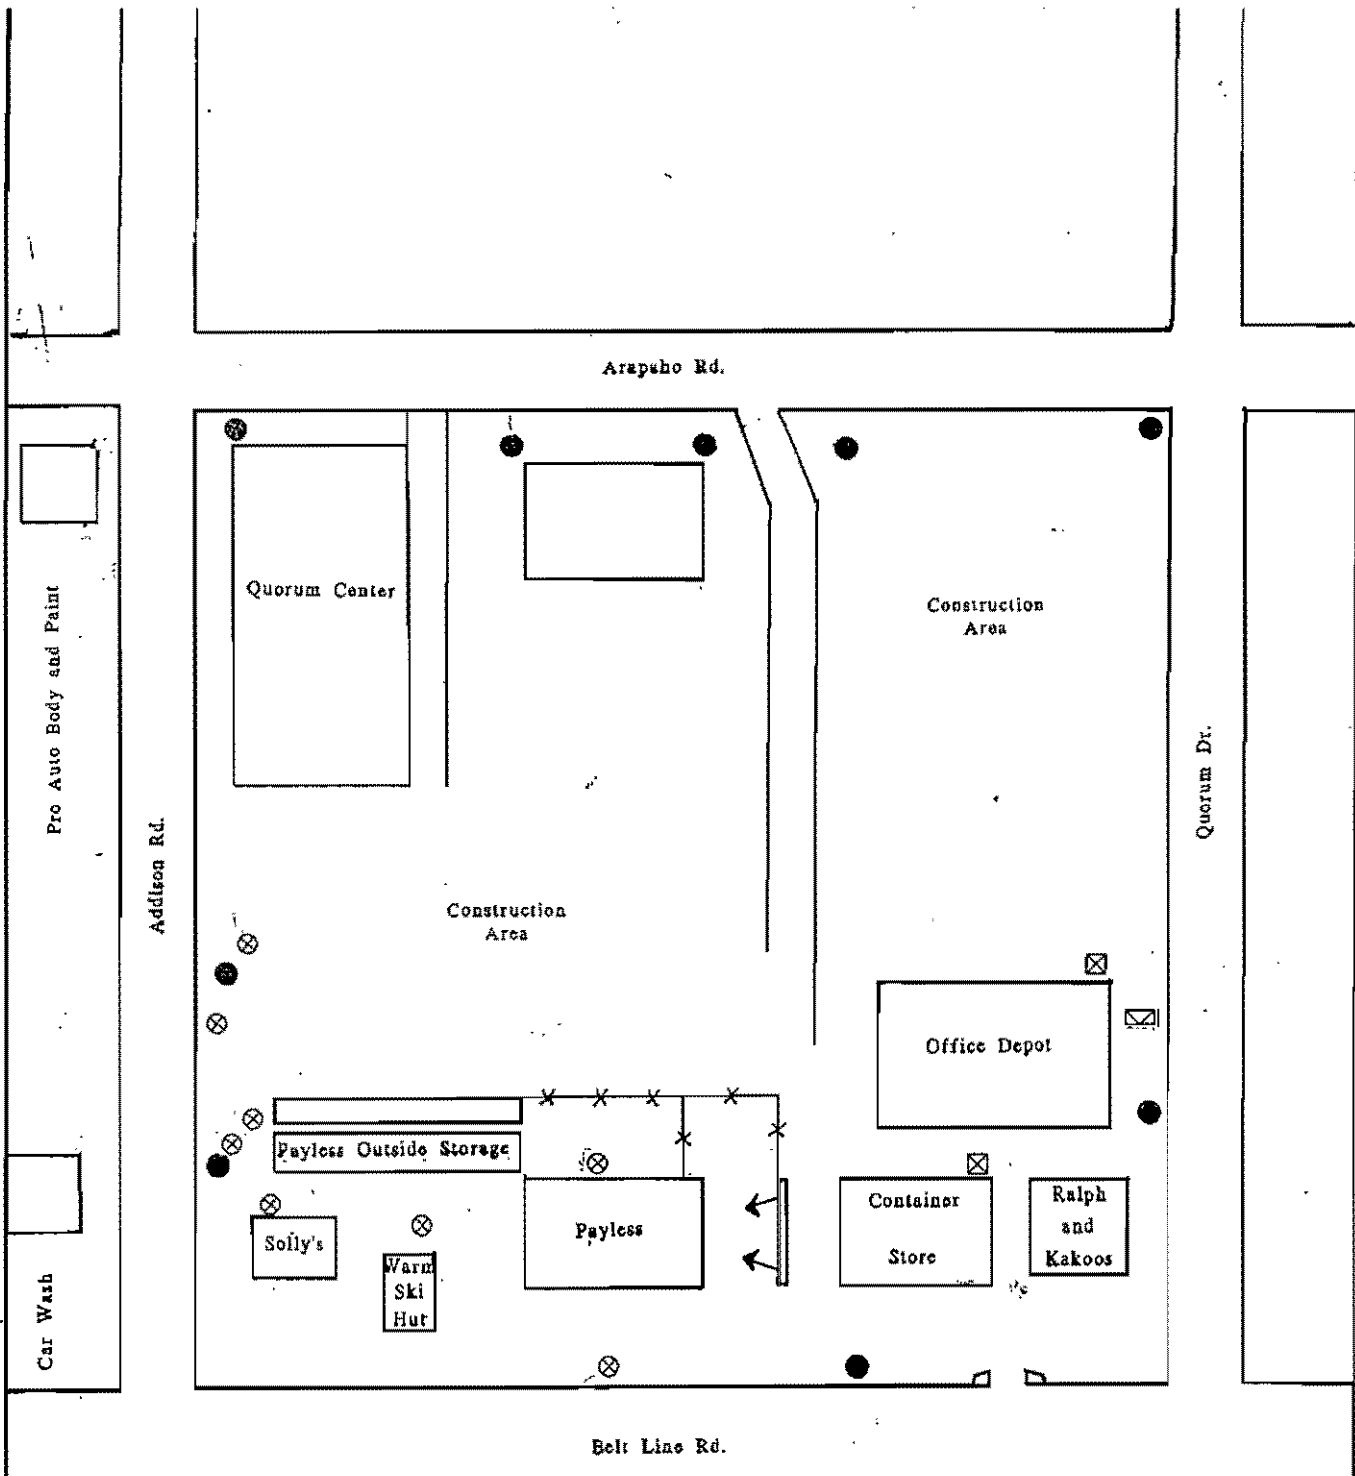 Arapaho Rd.
Quorum Center
Construction
Area
Pro Auto Body and Paint
Quorum Dr.
Addison Rd.
Construction
Area
Office Depot
Payless Outside Storage
Container
Store
Ralph
and
Kakoos
Payless
Solly's
Warm
Ski
Hut
Car Wash
Belt Line Rd.